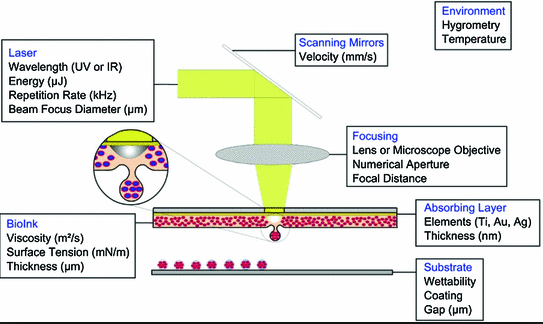 Environment
Hygrometry
Temperature
Laser
Wavelength (UV or IR)
Energy (µJ)
Repetition Rate (kHz)
Beam Focus Diameter (µm)
Scanning Mirrors
Velocity (mm/s)
Focusing
Lens or Microscope Objective
Numerical Aperture
Focal Distance
Absorbing Layer
Elements (Ti, Au, Ag)
Thickness (nm)
BioInk
Viscosity (m²/s)
Surface Tension (mN/m)
Thickness (µm)
Substrate
Wettability
Coating
Gap (µm)